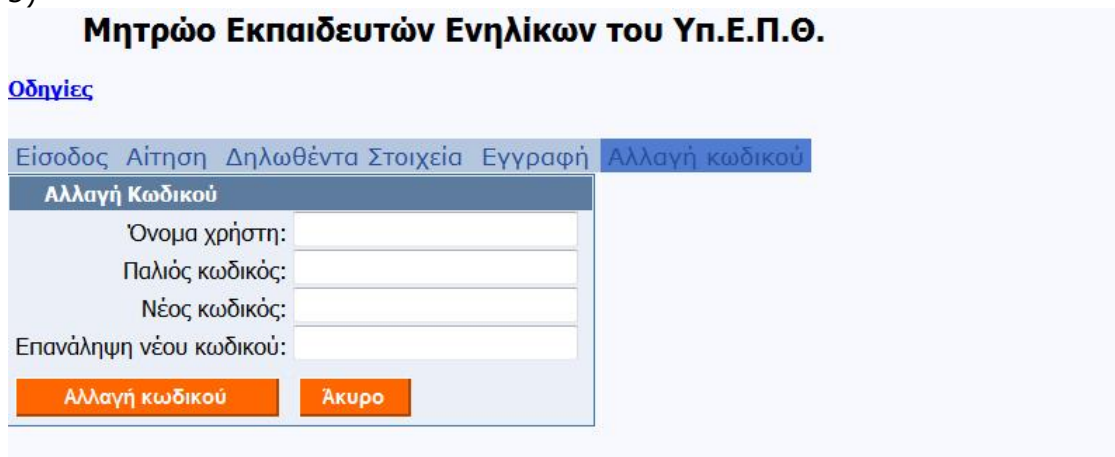 Μητρώο Εκπαιδευτών Ενηλίκων του Υπ.Ε.Π.Θ.
Οδηγίες
Είσοδος Αίτηση Δηλωθέντα Στοιχεία Εγγραφή Αλλαγή κωδικού
Αλλαγή Κωδικού
Όνομα χρήστη:
Παλιός κωδικός:
Νέος κωδικός:
Επανάληψη νέου κωδικού:
Αλλαγή κωδικού Άκυρο